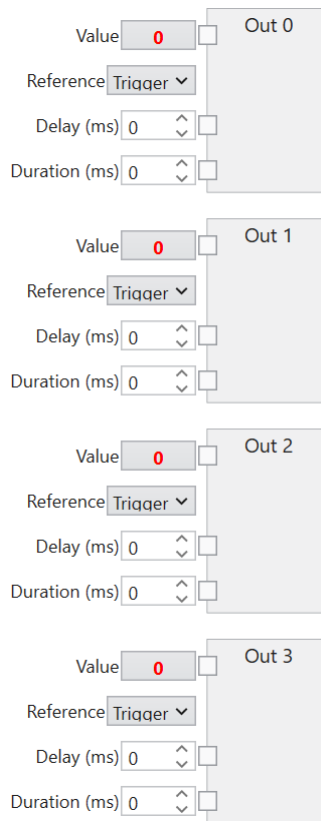 Value 0 Out 0
Reference Trigger
Delay (ms) 0
Duration (ms) 0
Value 0 Out 1
Reference Trigger
Delay (ms) 0
Duration (ms) 0
Value 0 Out 2
Reference Trigger
Delay (ms) 0
Duration (ms) 0
Value 0 Out 3
Reference Trigger
Delay (ms) 0
Duration (ms) 0